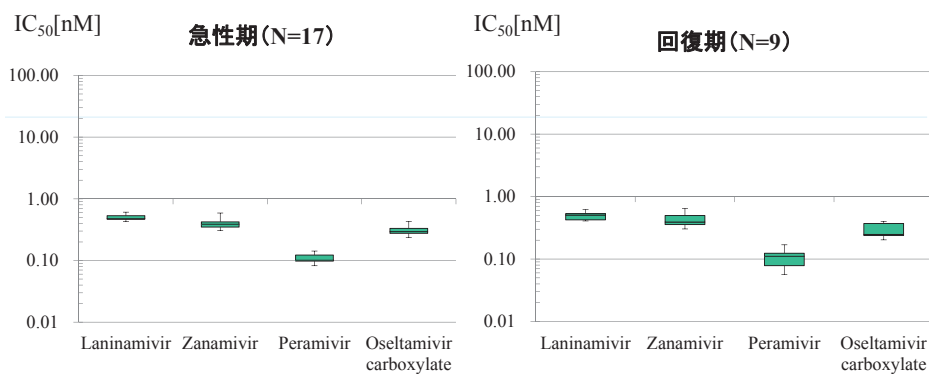 IC50[nM]
急性期(N=17)
100.00
10.00
1.00
0.10
0.01
Laninamivir Zanamivir Peramivir Oseltamivir
carboxylate
IC50[nM]
回復期(N=9)
100.00
10.00
1.00
0.10
0.01
Laninamivir Zanamivir Peramivir Oseltamivir
carboxylate